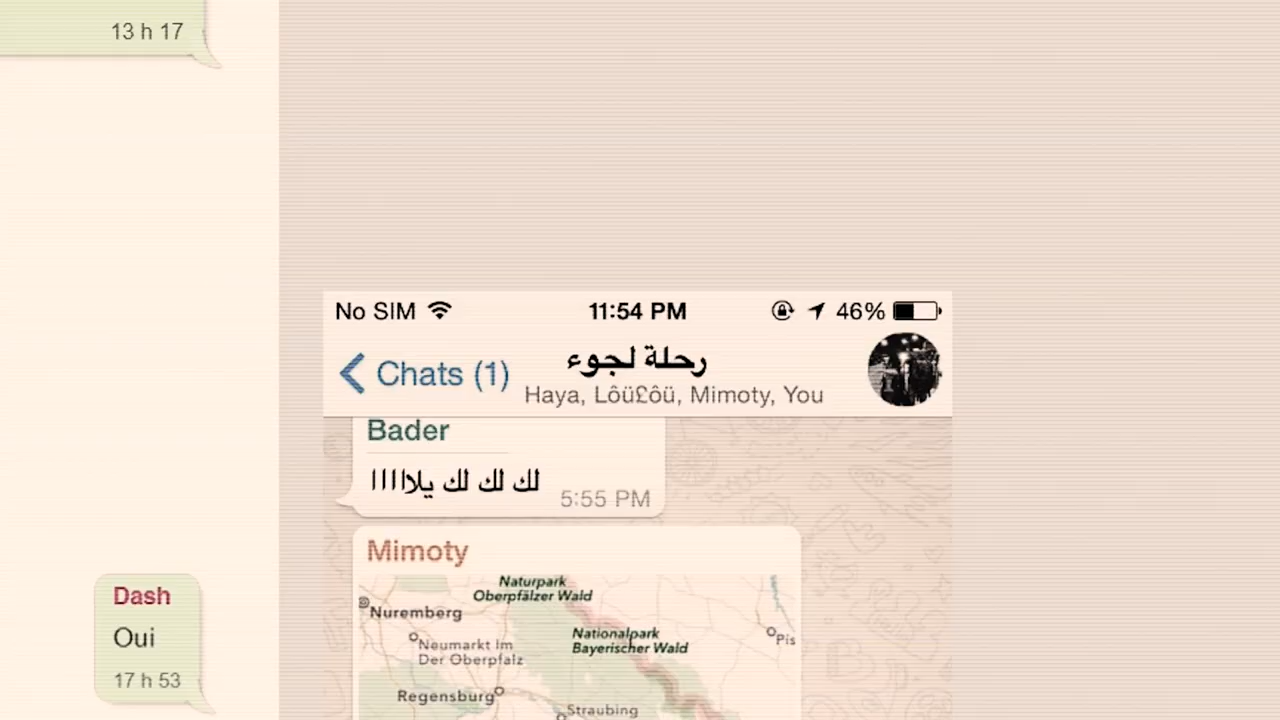 13 h 17
No SIM
11:54 PM
46%
Chats (1)
رحلة لجوء
Haya, Lôü£ôü, Mimoty, You
Bader
لك لك لك يلااااا
5:55 PM
Mimoty
Naturpark
Oberpfälzer Wald
Nuremberg
Nationalpark
Bayerischer Wald
Pis
Neumarkt Im
Der Oberpfalz
Regensburg
Straubing
Dash
Oui
17 h 53